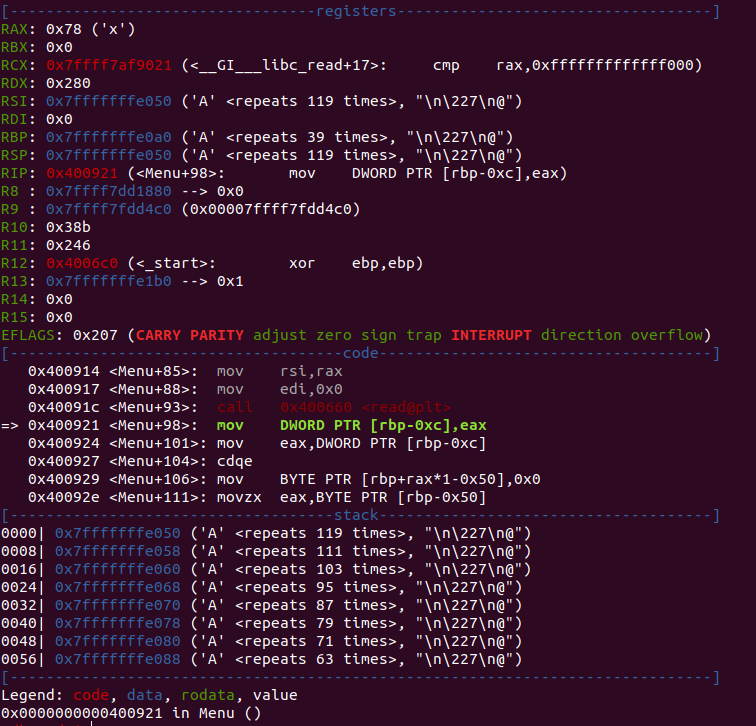 [----------------------------------registers-----------------------------------]
RAX: 0x78 ('x')
RBX: 0x0
RCX: 0x7ffff7af9021 (<__GI___libc_read+17>:     cmp    rax,0xfffffffffffff000)
RDX: 0x280
RSI: 0x7fffffffe050 ('A' <repeats 119 times>, "\n\227\n@")
RDI: 0x0
RBP: 0x7fffffffe0a0 ('A' <repeats 39 times>, "\n\227\n@")
RSP: 0x7fffffffe050 ('A' <repeats 119 times>, "\n\227\n@")
RIP: 0x400921 (<Menu+98>:       mov    DWORD PTR [rbp-0xc],eax)
R8 : 0x7ffff7dd1880 --> 0x0
R9 : 0x7ffff7fdd4c0 (0x00007ffff7fdd4c0)
R10: 0x38b
R11: 0x246
R12: 0x4006c0 (<_start>:        xor    ebp,ebp)
R13: 0x7fffffffe1b0 --> 0x1
R14: 0x0
R15: 0x0
EFLAGS: 0x207 (CARRY PARITY adjust zero sign trap INTERRUPT direction overflow)
[-------------------------------------code-------------------------------------]
   0x400914 <Menu+85>:  mov    rsi,rax
   0x400917 <Menu+88>:  mov    edi,0x0
   0x40091c <Menu+93>:  call   0x400660 <read@plt>
=> 0x400921 <Menu+98>:  mov    DWORD PTR [rbp-0xc],eax
   0x400924 <Menu+101>: mov    eax,DWORD PTR [rbp-0xc]
   0x400927 <Menu+104>: cdqe
   0x400929 <Menu+106>: mov    BYTE PTR [rbp+rax*1-0x50],0x0
   0x40092e <Menu+111>: movzx  eax,BYTE PTR [rbp-0x50]
[------------------------------------stack-------------------------------------]
0000| 0x7fffffffe050 ('A' <repeats 119 times>, "\n\227\n@")
0008| 0x7fffffffe058 ('A' <repeats 111 times>, "\n\227\n@")
0016| 0x7fffffffe060 ('A' <repeats 103 times>, "\n\227\n@")
0024| 0x7fffffffe068 ('A' <repeats 95 times>, "\n\227\n@")
0032| 0x7fffffffe070 ('A' <repeats 87 times>, "\n\227\n@")
0040| 0x7fffffffe078 ('A' <repeats 79 times>, "\n\227\n@")
0048| 0x7fffffffe080 ('A' <repeats 71 times>, "\n\227\n@")
0056| 0x7fffffffe088 ('A' <repeats 63 times>, "\n\227\n@")
[------------------------------------------------------------------------------]
Legend: code, data, rodata, value
0x0000000000400921 in Menu ()